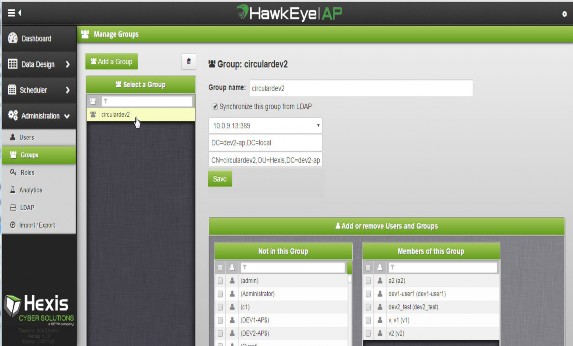 HawkEye AP
Dashboard
Data Design
Scheduler
Administration
Users
Groups
Roles
Analytics
LDAP
Import / Export
Hexis
CYBER SOLUTIONS
Manage Groups
Add a Group
Select a Group
circulardev2
Group: circulardev2
Group name: circulardev2
Synchronize this group from LDAP
10.0.9.13:389
DC=dev2-ap,DC=local
CN=circulardev2,OU=Hexis,DC=dev2-ap
Save
Add or remove Users and Groups
Not in this Group
(admin)
(Administrator)
(c1)
(DEV1-AP$)
(DEV2-AP$)
Members of this Group
a2 (a2)
dev1-user1 (dev1-user1)
dev2_test (dev2_test)
v, v1 (v1)
v2 (v2)